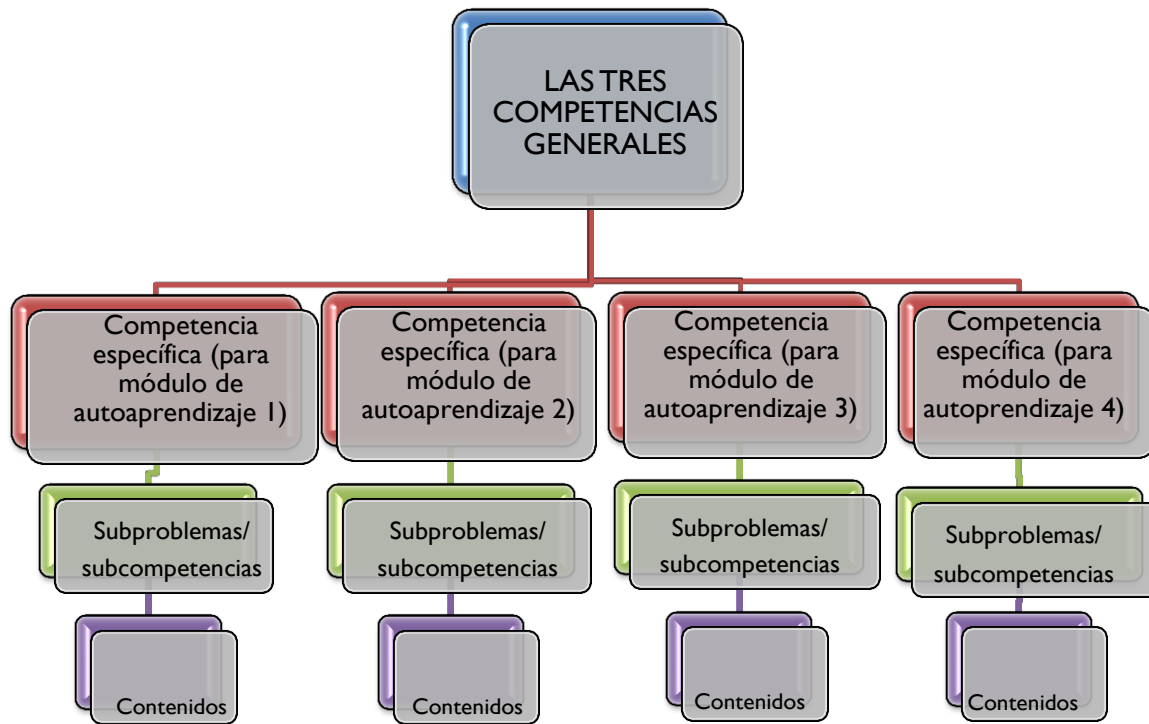 LAS TRES
COMPETENCIAS
GENERALES
Competencia
específica (para
módulo de
autoaprendizaje 1)
Competencia
específica (para
módulo de
autoaprendizaje 2)
Competencia
específica (para
módulo de
autoaprendizaje 3)
Competencia
específica (para
módulo de
autoprendizaje 4)
Subproblemas/
subcompetencias
Subproblemas/
subcompetencias
Subproblemas/
subcompetencias
Subproblemas/
subcompetencias
Contenidos
Contenidos
Contenidos
Contenidos